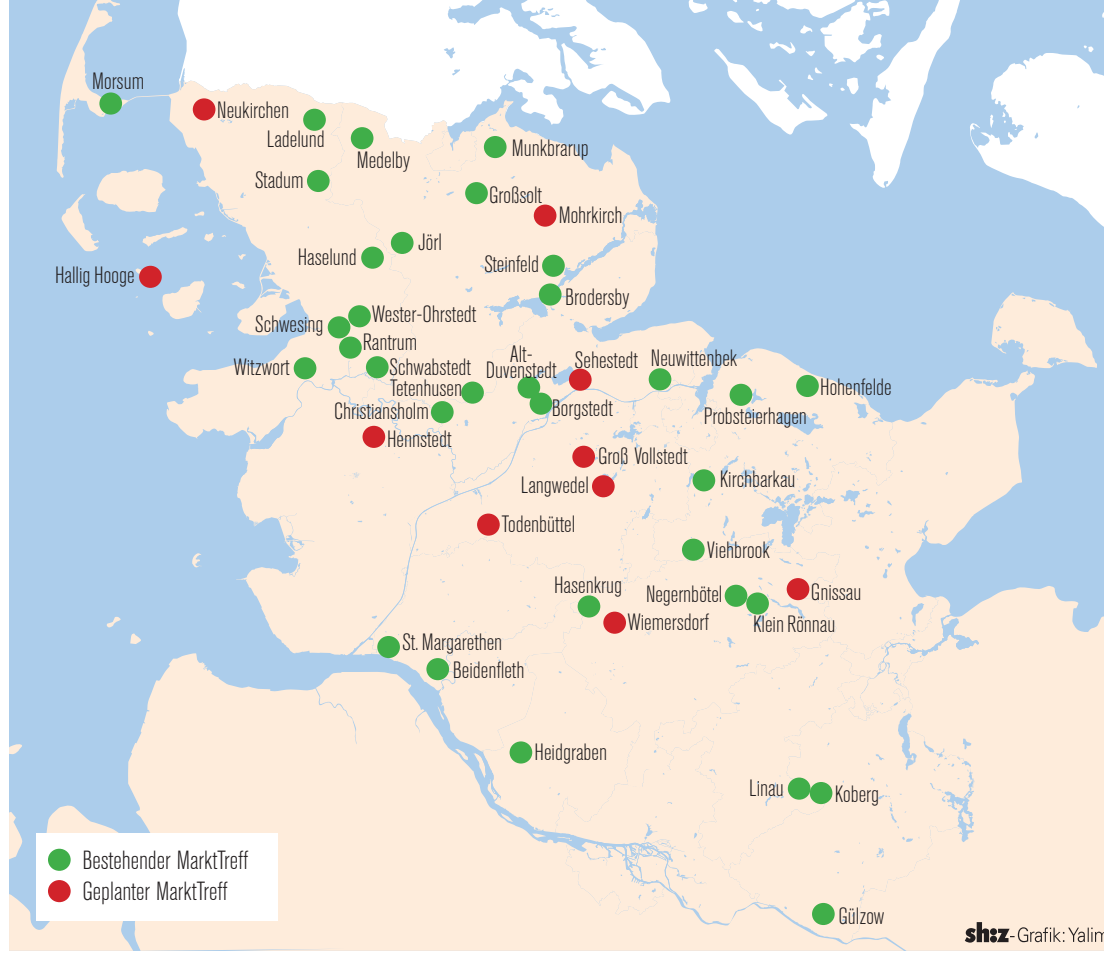 Morsum
Neukirchen
Ladelund
Medelby
Munkbrarup
Stadum
Großsolt
Mohrkirch
Jörl
Haselund
Steinfeld
Hallig Hooge
Brodersby
Wester-Ohrstedt
Schwesing
Rantrum
Alt-
Duvenstedt
Sehestedt
Neuwittenbek
Witzwort
Schwabstedt
Tetenhusen
Hohenfelde
Christiansholm
Borgstedt
Probsteierhagen
Hennstedt
Groß Vollstedt
Langwedel
Kirchbarkau
Todenbüttel
Viehbrook
Hasenkrug
Negernbötel
Gnissau
Wiemersdorf
Klein Rönnau
St. Margarethen
Beidenfleth
Heidgraben
Linau
Koberg
Bestehender MarktTreff
Geplanter MarktTreff
Gülzow
sh:z-Grafik: Yalim